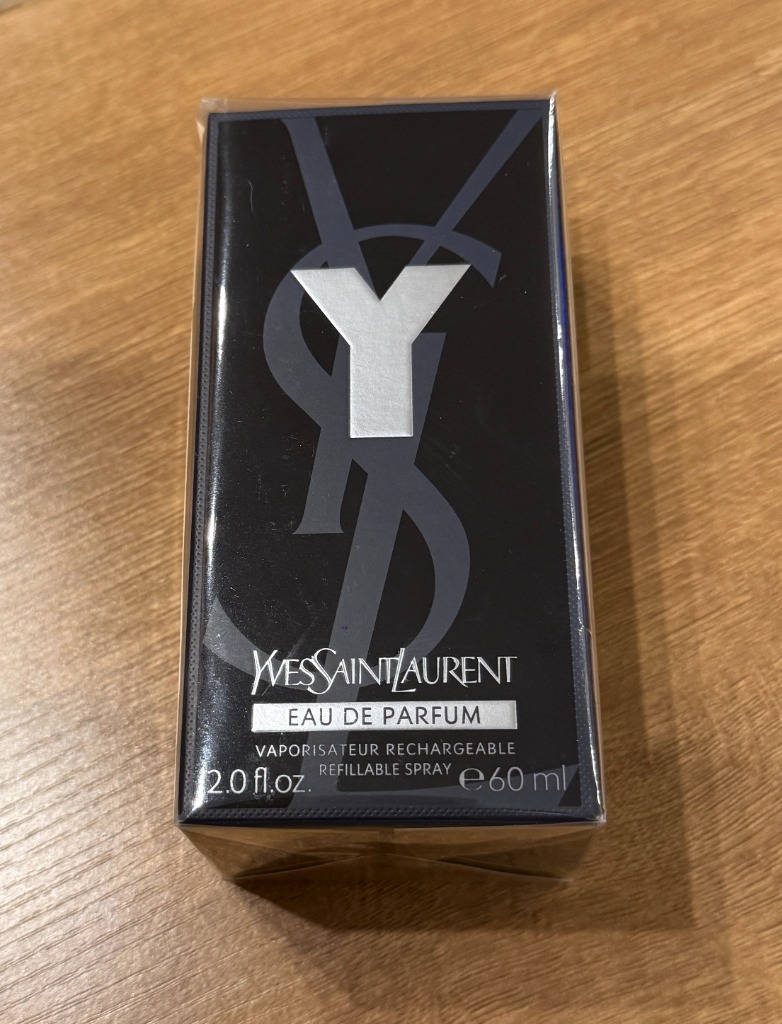 Y
YVESSAINTLAURENT
EAU DE PARFUM
VAPORISATEUR RECHARGEABLE
REFILLABLE SPRAY
2.0 fl.oz. ℮60 ml